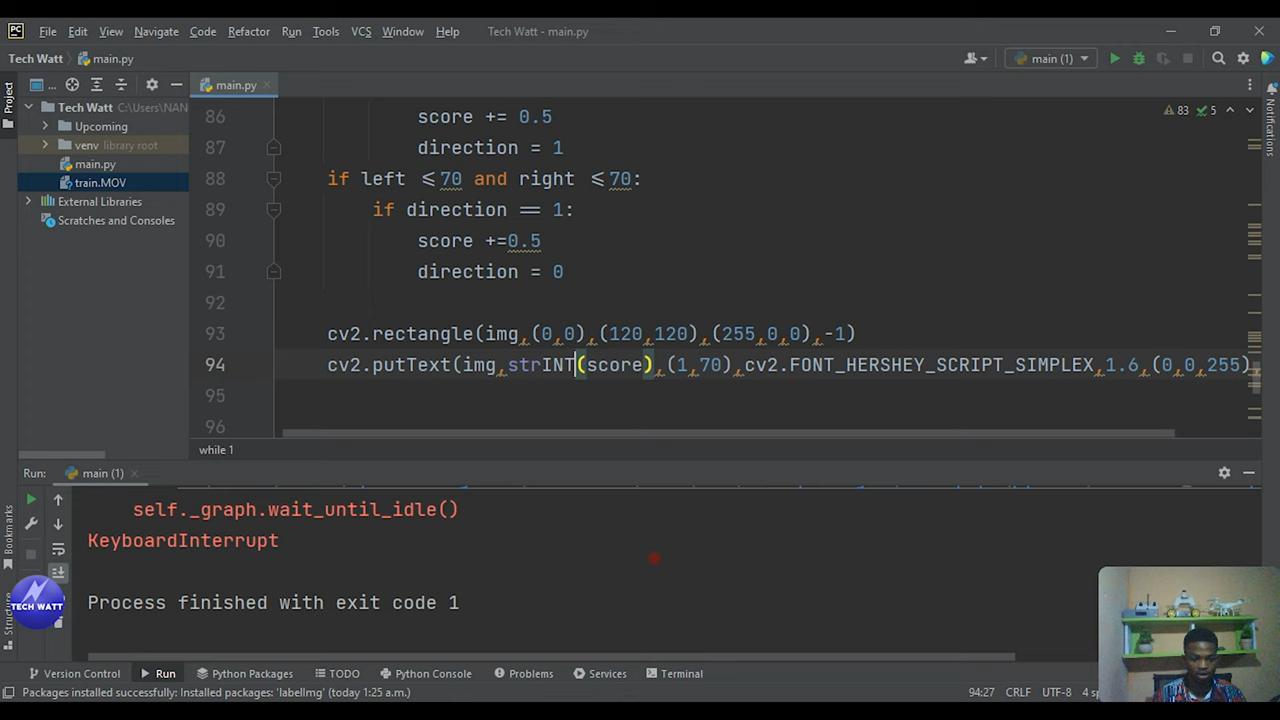 PC File Edit View Navigate Code Refactor Run Tools VCS Window Help Tech Watt - main.py
Tech Watt main.py main (1)
Project ... main.py
Tech Watt C:\Users\NAN
Upcoming
venv library root
main.py
train.MOV
External Libraries
Scratches and Consoles
83 5
86 score += 0.5
87 direction = 1
88 if left <=70 and right <=70:
89 if direction == 1:
90 score +=0.5
91 direction = 0
92
93 cv2.rectangle(img,(0,0),(120,120),(255,0,0),-1)
94 cv2.putText(img,strINT(score),(1,70),cv2.FONT_HERSHEY_SCRIPT_SIMPLEX,1.6,(0,0,255),
95
96
while 1
Notifications
Run: main (1)
self._graph.wait_until_idle()
KeyboardInterrupt
Process finished with exit code 1
Bookmarks
Structure
TECH WATT
Version Control Run Python Packages TODO Python Console Problems Services Terminal
Packages installed successfully: Installed packages: 'labelImg' (today 1:25 a.m.) 94:27 CRLF UTF-8 4